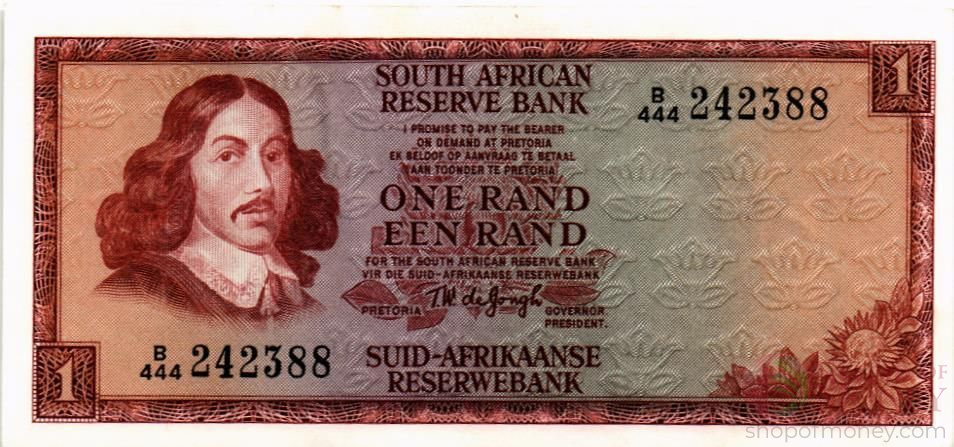 1
SOUTH AFRICAN
RESERVE BANK
B/444 242388
I PROMISE TO PAY THE BEARER
ON DEMAND AT PRETORIA
EK BELOOF OP AANVRAAG TE BETAAL
AAN TOONDER TE PRETORIA
ONE RAND
EEN RAND
FOR THE SOUTH AFRICAN RESERVE BANK
VIR DIE SUID-AFRIKAANSE RESERWEBANK
T W de Jongh
PRETORIA
GOVERNOR
PRESIDENT.
B/444 242388
SUID-AFRIKAANSE
RESERWEBANK
1
shopofmoney.com